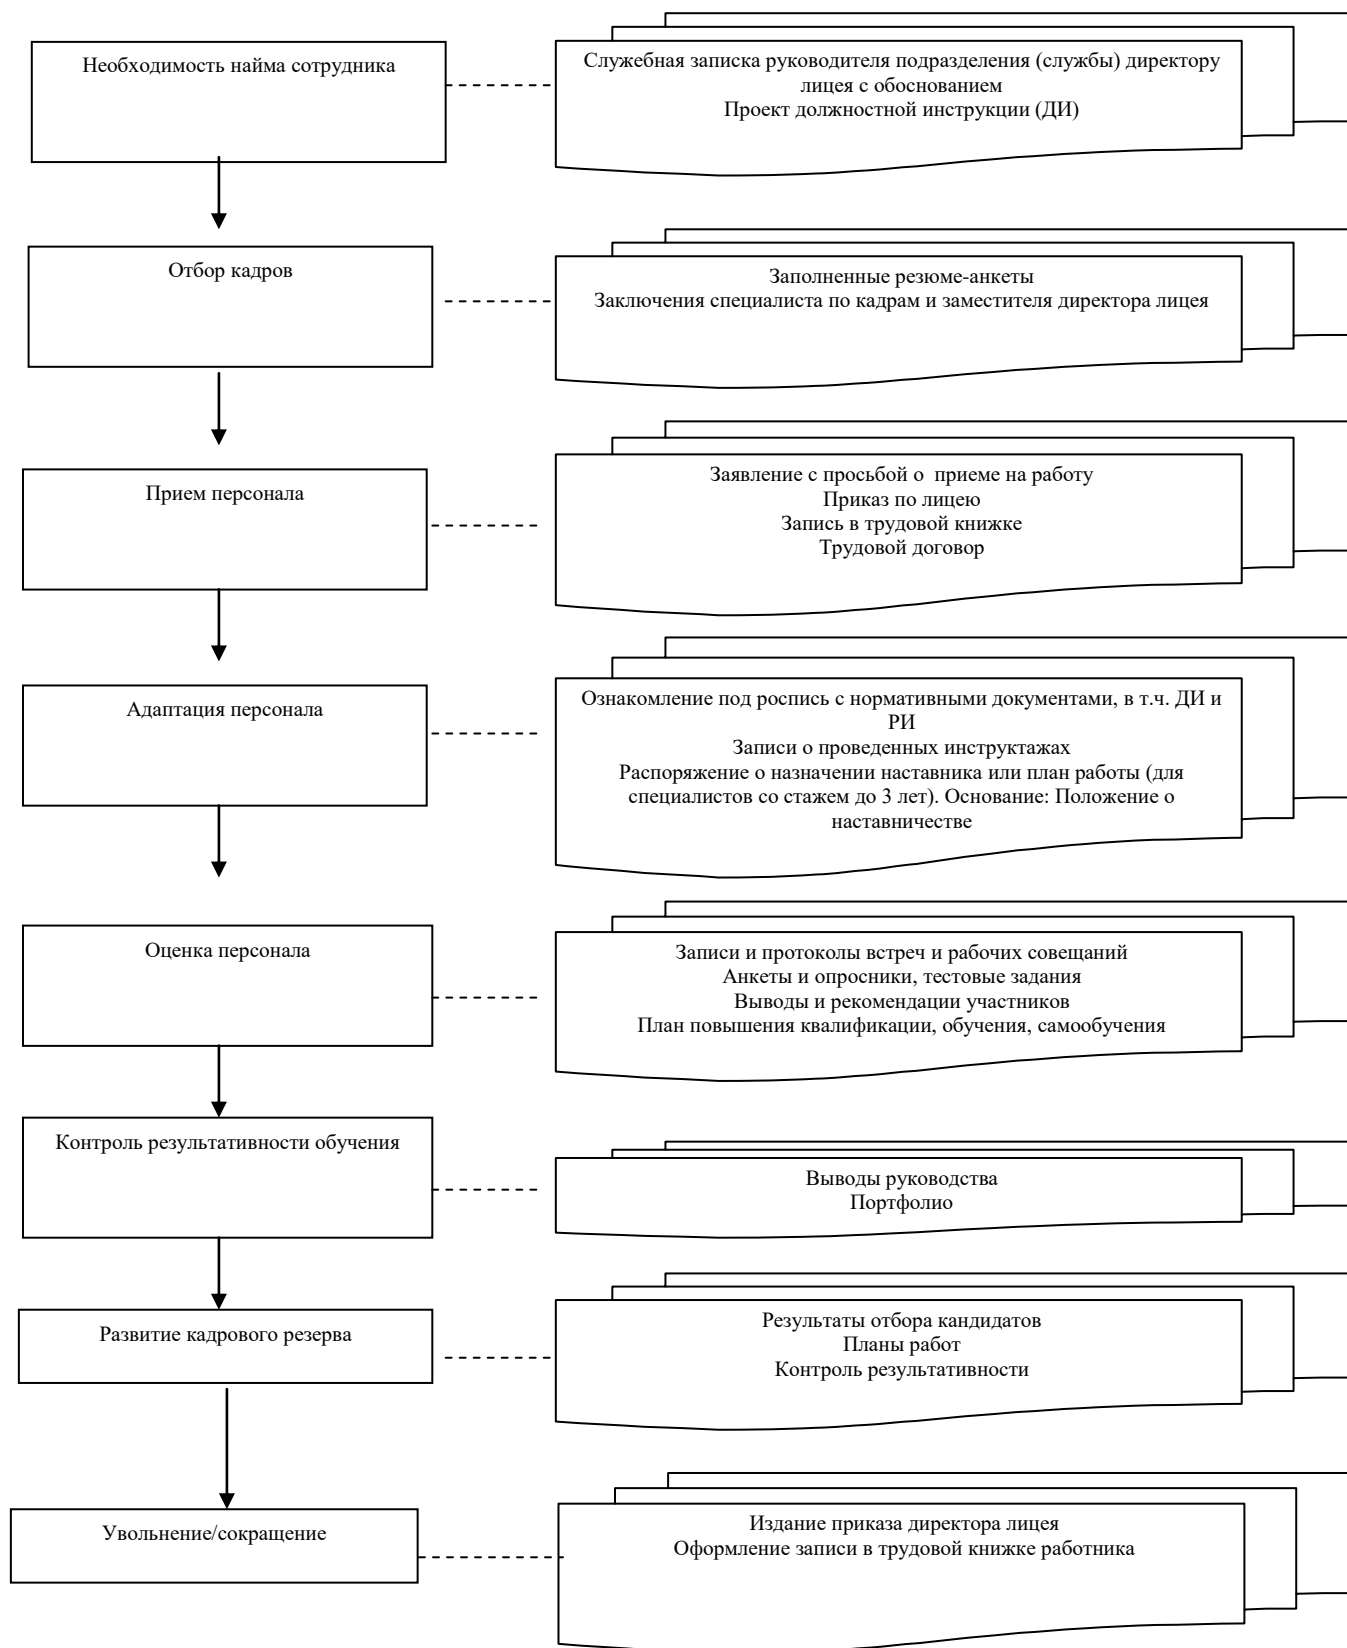 Необходимость найма сотрудника
Служебная записка руководителя подразделения (службы) директору
лицея с обоснованием
Проект должностной инструкции (ДИ)
Отбор кадров
Заполненные резюме-анкеты
Заключения специалиста по кадрам и заместителя директора лицея
Прием персонала
Заявление с просьбой о  приеме на работу
Приказ по лицею
Запись в трудовой книжке
Трудовой договор
Адаптация персонала
Ознакомление под роспись с нормативными документами, в т.ч. ДИ и
РИ
Записи о проведенных инструктажах
Распоряжение о назначении наставника или план работы (для
специалистов со стажем до 3 лет). Основание: Положение о
наставничестве
Оценка персонала
Записи и протоколы встреч и рабочих совещаний
Анкеты и опросники, тестовые задания
Выводы и рекомендации участников
План повышения квалификации, обучения, самообучения
Контроль результативности обучения
Выводы руководства
Портфолио
Развитие кадрового резерва
Результаты отбора кандидатов
Планы работ
Контроль результативности
Увольнение/сокращение
Издание приказа директора лицея
Оформление записи в трудовой книжке работника